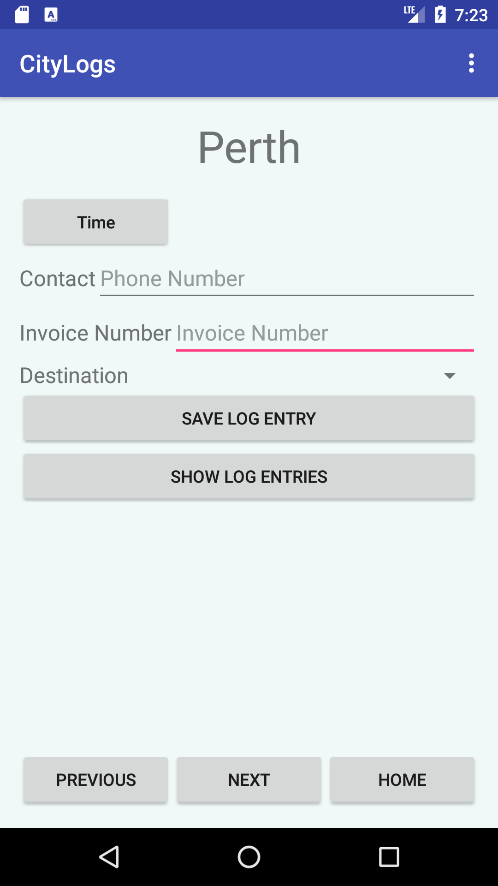 LTE 7:23
CityLogs
Perth
Time
Contact Phone Number
Invoice Number Invoice Number
Destination
SAVE LOG ENTRY
SHOW LOG ENTRIES
PREVIOUS NEXT HOME